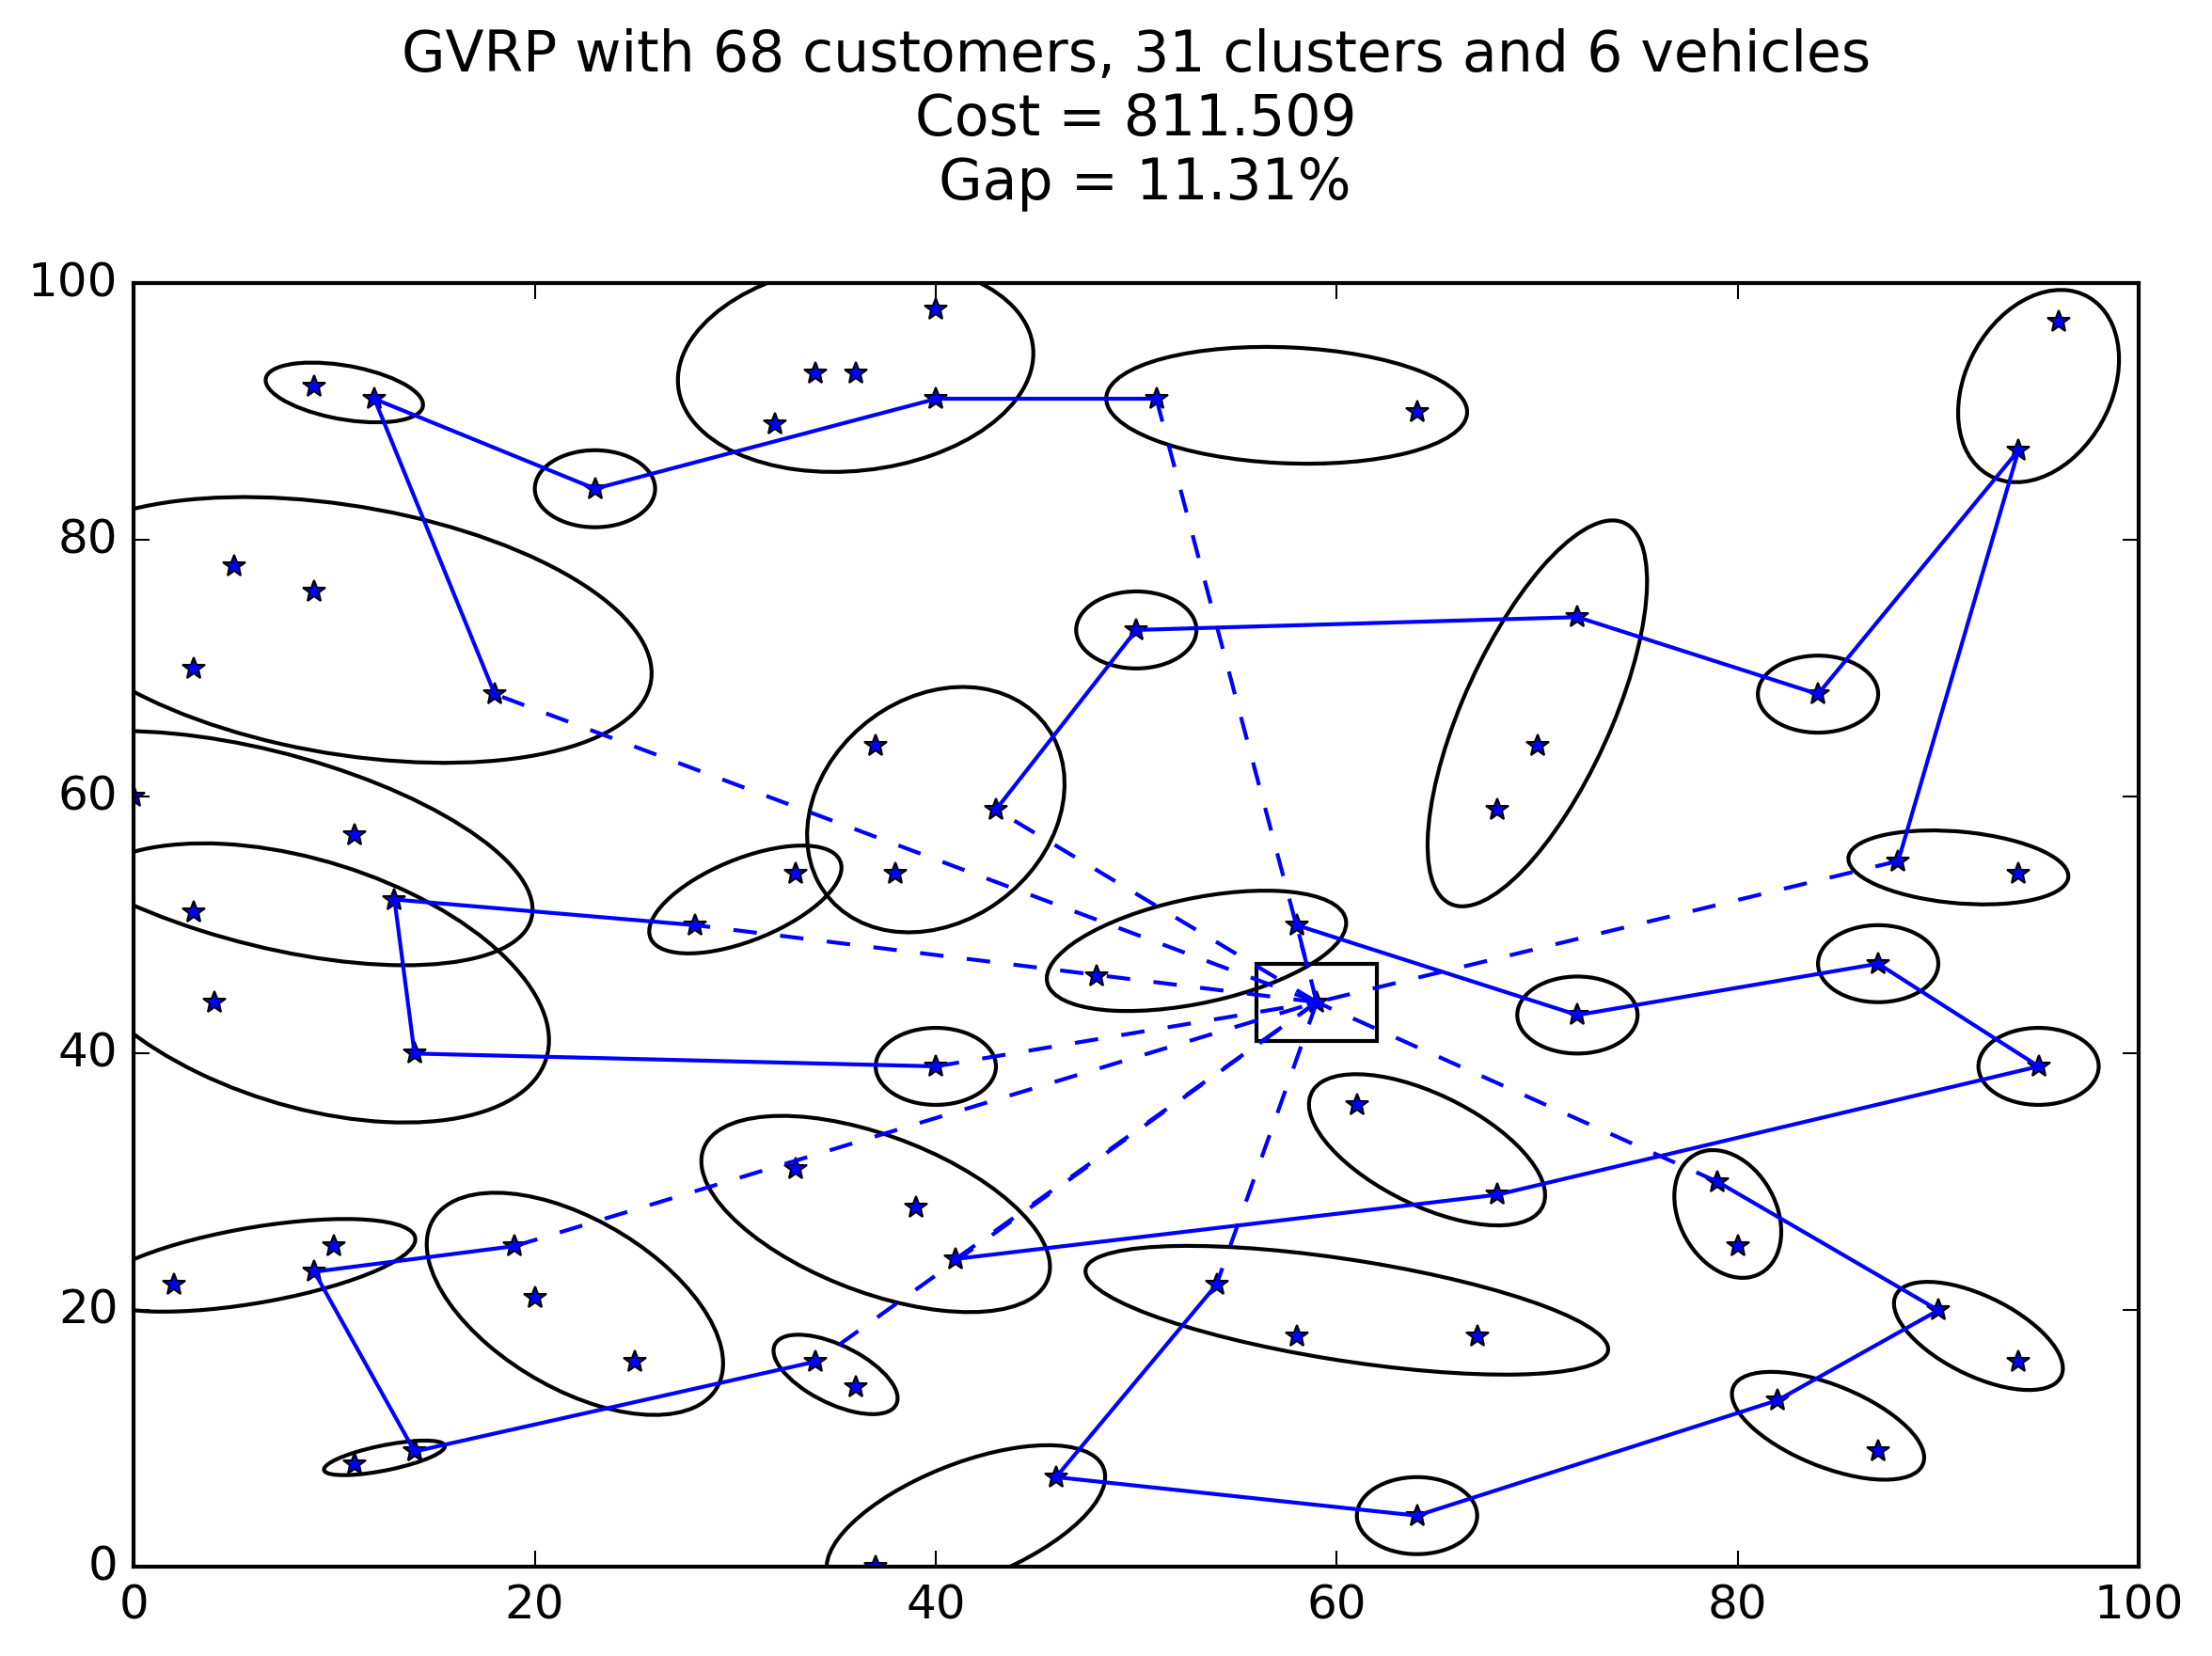 GVRP with 68 customers, 31 clusters and 6 vehicles
Cost = 811.509
Gap = 11.31%
100
80
60
40
20
0
0 20 40 60 80 100